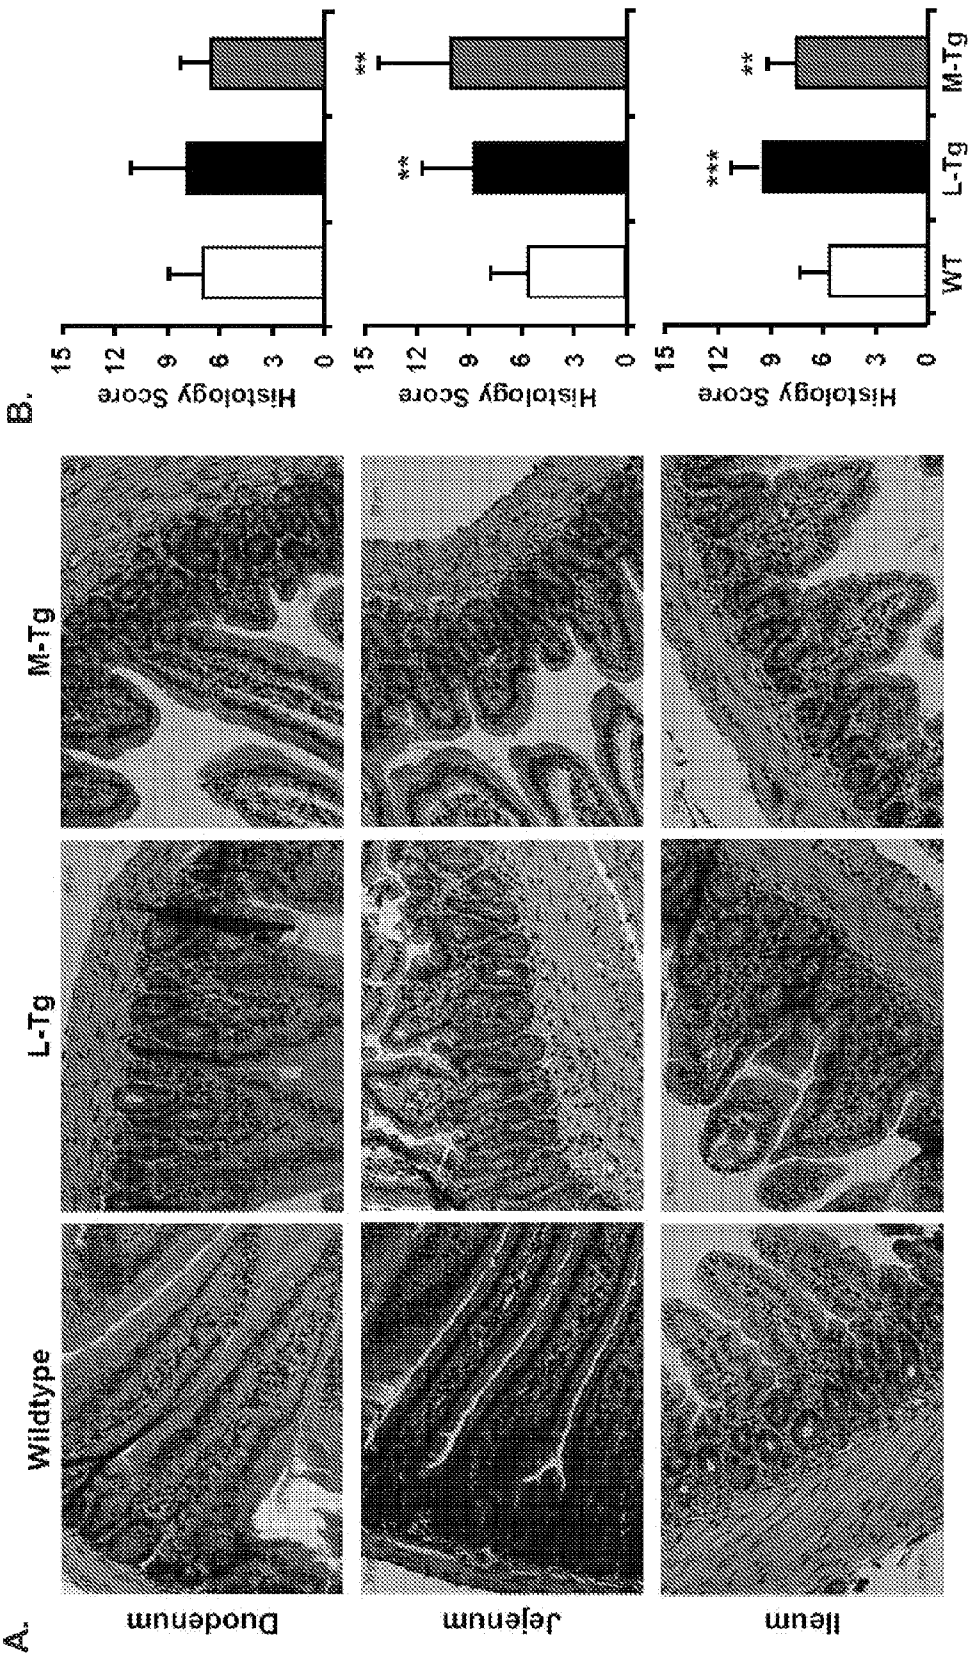 A.
Wildtype
L-Tg
M-Tg
Duodenum
Jejenum
Ileum
B.
Histology Score
15
12
9
6
3
0
Histology Score
15
12
9
6
3
0
**
**
Histology Score
15
12
9
6
3
0
***
**
WT
L-Tg
M-Tg